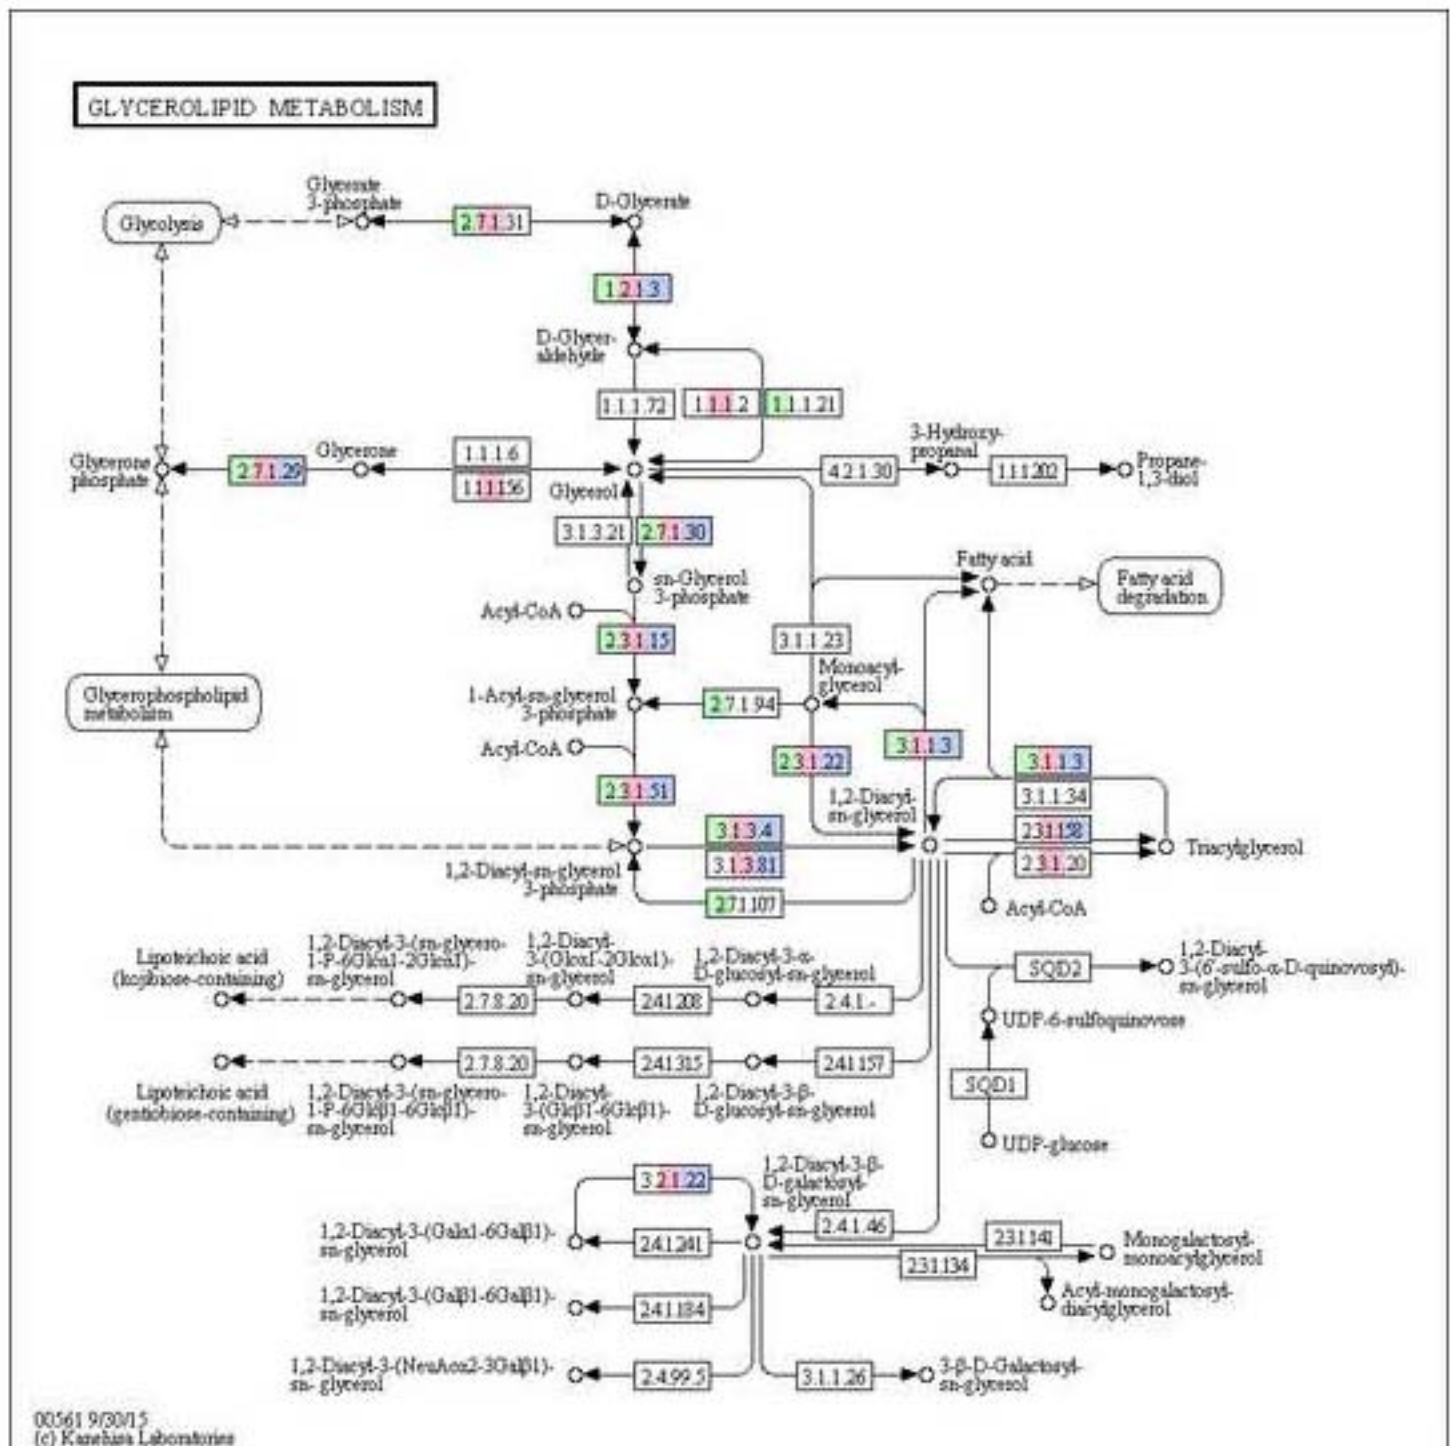 GLYCEROLIPID METABOLISM
Glycerate
3-phosphate
D-Glycerate
Glycolysis
2.7.1.31
1.2.1.3
D-Glycer-
aldehyde
1.1.1.72
1.1.1.2
1.1.1.21
Glycerone
phosphate
2.7.1.29
Glycerone
1.1.1.6
1.1.1.156
Glycerol
4.2.1.30
3-Hydroxy-
propanal
1.1.1.202
Propane-
1,3-diol
3.1.3.21
2.7.1.30
sn-Glycerol
3-phosphate
Fatty acid
Fatty acid
degradation
Acyl-CoA
2.3.1.15
3.1.1.23
Monoacyl-
glycerol
Glycerophospholipid
metabolism
1-Acyl-sn-glycerol
3-phosphate
2.7.1.94
Acyl-CoA
2.3.1.22
3.1.1.3
3.1.1.3
3.1.1.34
2.3.1.51
1,2-Diacyl-
sn-glycerol
3.1.3.4
3.1.3.81
2.3.1.158
2.3.1.20
Triacylglycerol
1,2-Diacyl-sn-glycerol
3-phosphate
2.7.1.107
Acyl-CoA
Lipoteichoic acid
(kojibiose-containing)
1,2-Diacyl-3-(sn-glycero-
1-P-6Glcα1-2Glcα1)-
sn-glycerol
1,2-Diacyl-
3-(Glcα1-2Glcα1)-
sn-glycerol
1,2-Diacyl-3-α-
D-glucosyl-sn-glycerol
SQD2
1,2-Diacyl-
3-(6'-sulfo-α-D-quinovosyl)-
sn-glycerol
2.7.8.20
2.4.1.208
2.4.1.-
UDP-6-sulfoquinovose
2.7.8.20
2.4.1.315
2.4.1.157
SQD1
Lipoteichoic acid
(gentiobiose-containing)
1,2-Diacyl-3-(sn-glycero-
1-P-6Glcβ1-6Glcβ1)-
sn-glycerol
1,2-Diacyl-
3-(Glcβ1-6Glcβ1)-
sn-glycerol
1,2-Diacyl-3-β-
D-glucosyl-sn-glycerol
UDP-glucose
3.2.1.22
1,2-Diacyl-3-β-
D-galactosyl-
sn-glycerol
2.4.1.46
1,2-Diacyl-3-(Galα1-6Galβ1)-
sn-glycerol
2.4.1.241
2.3.1.141
2.3.1.134
Monogalactosyl-
monoacylglycerol
1,2-Diacyl-3-(Galβ1-6Galβ1)-
sn-glycerol
2.4.1.184
Acyl-monogalactosyl-
diacylglycerol
1,2-Diacyl-3-(NeuAcα2-3Galβ1)-
sn- glycerol
2.4.99.5
3.1.1.26
3-β-D-Galactosyl-
sn-glycerol
00561 9/30/15
(c) Kanehisa Laboratories